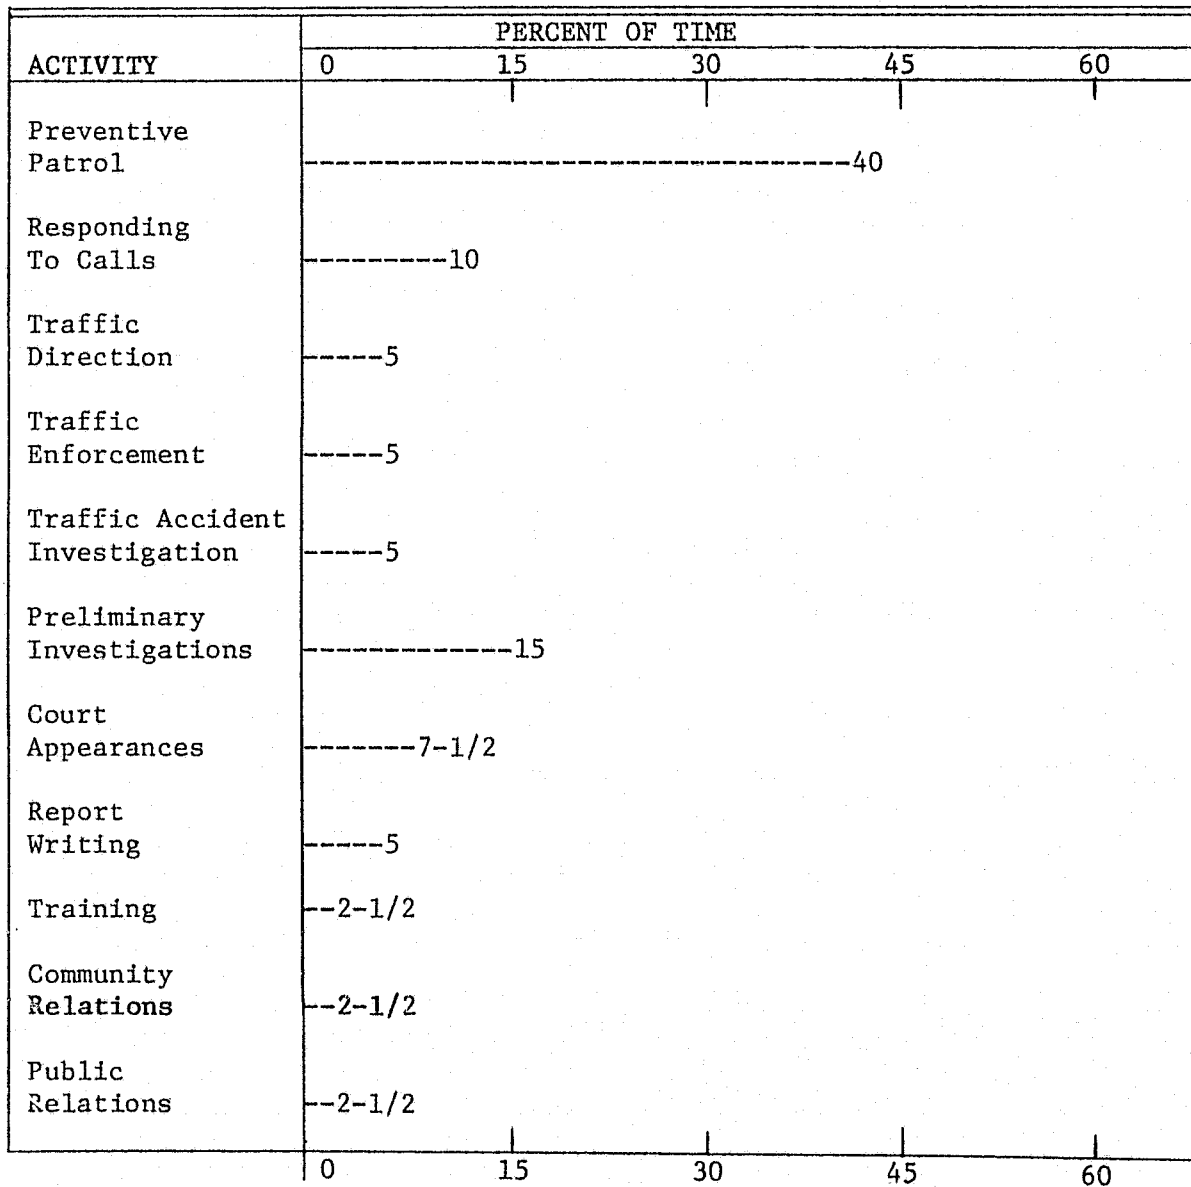 PERCENT OF TIME
ACTIVITY 0 15 30 45 60
Preventive
Patrol ----------------------------------40
Responding
To Calls ---------10
Traffic
Direction -----5
Traffic
Enforcement -----5
Traffic Accident
Investigation -----5
Preliminary
Investigations -------------15
Court
Appearances -------7-1/2
Report
Writing -----5
Training --2-1/2
Community
Relations --2-1/2
Public
Relations --2-1/2
0 15 30 45 60